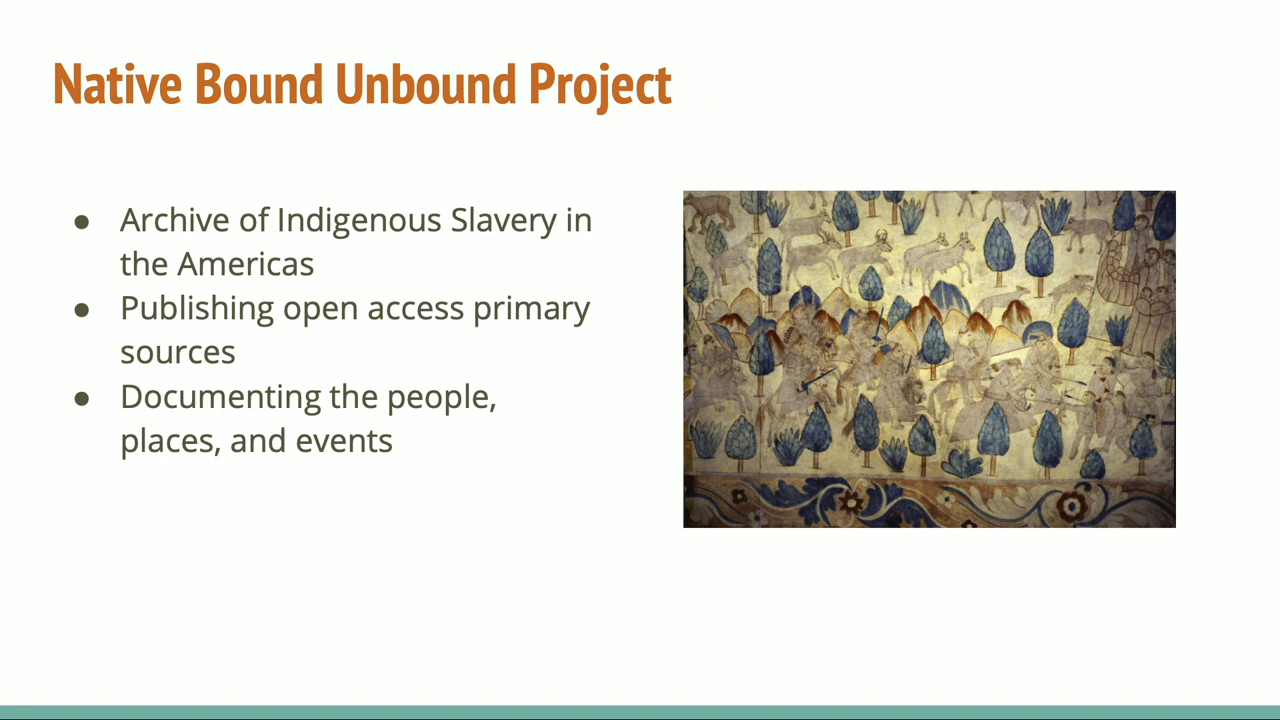 Native Bound Unbound Project
● Archive of Indigenous Slavery in
the Americas
● Publishing open access primary
sources
● Documenting the people,
places, and events